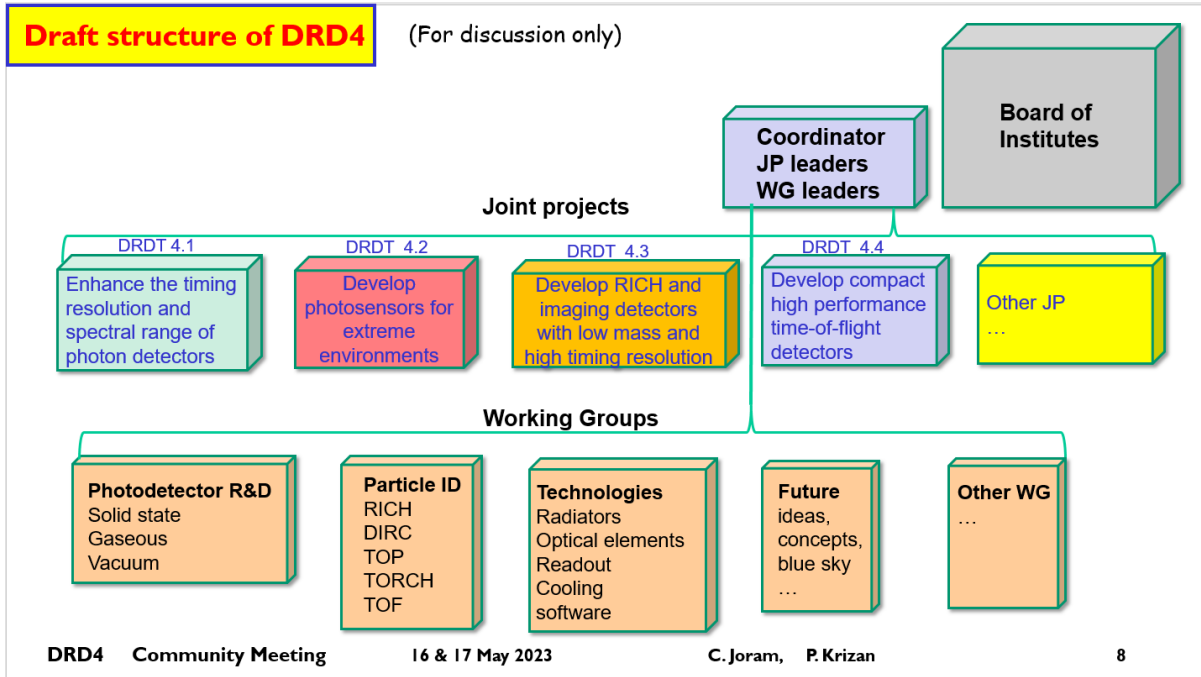 Draft structure of DRD4
(For discussion only)
Board of
Institutes
Coordinator
JP leaders
WG leaders
Joint projects
DRDT 4.1
Enhance the timing
resolution and
spectral range of
photon detectors
DRDT 4.2
Develop
photosensors for
extreme
environments
DRDT 4.3
Develop RICH and
imaging detectors
with low mass and
high timing resolution
DRDT 4.4
Develop compact
high performance
time-of-flight
detectors
Other JP
…
Working Groups
Photodetector R&D
Solid state
Gaseous
Vacuum
Particle ID
RICH
DIRC
TOP
TORCH
TOF
Technologies
Radiators
Optical elements
Readout
Cooling
software
Future
ideas,
concepts,
blue sky
…
Other WG
…
DRD4 Community Meeting 16 & 17 May 2023 C. Joram, P. Krizan 8